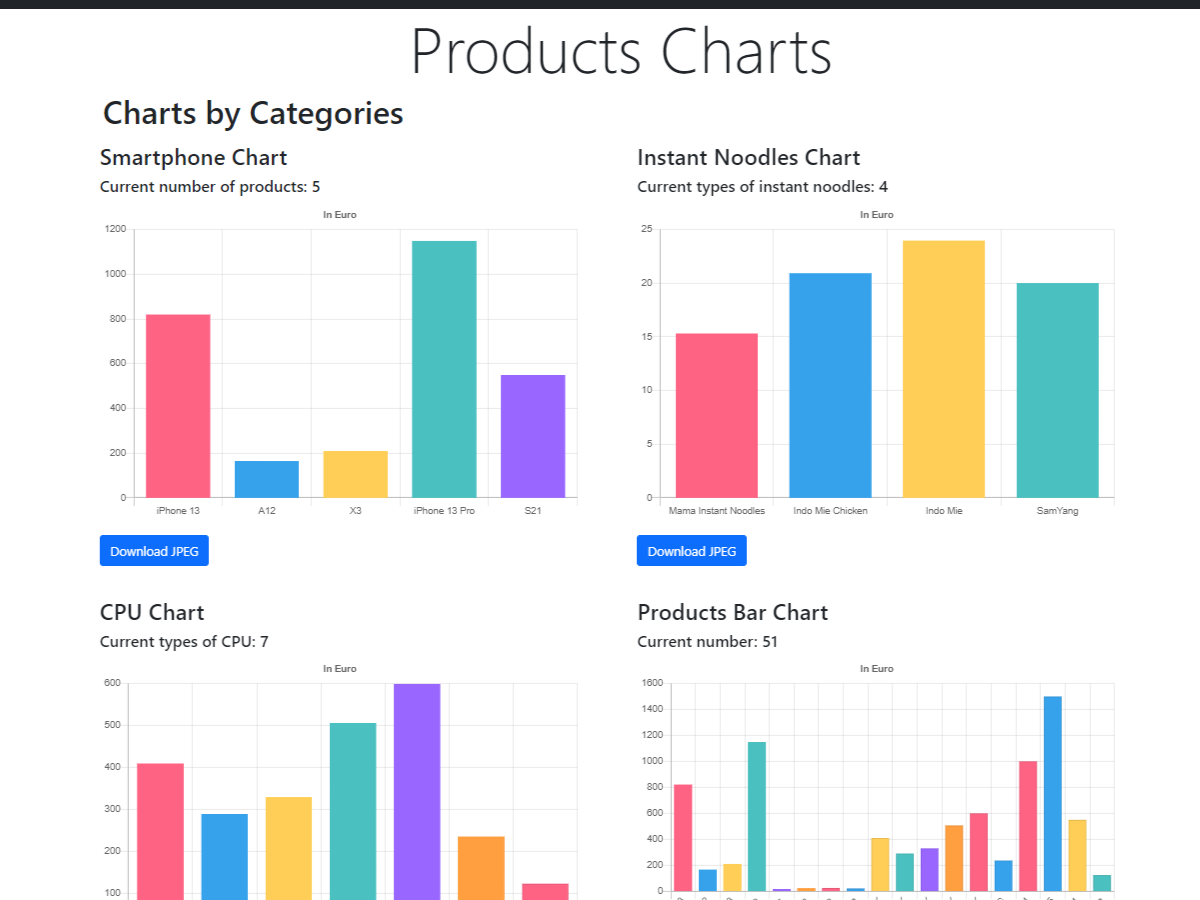 Products Charts
Charts by Categories
Smartphone Chart
Current number of products: 5
In Euro
1200
1000
800
600
400
200
0
iPhone 13
A12
X3
iPhone 13 Pro
S21
Download JPEG
Instant Noodles Chart
Current types of instant noodles: 4
In Euro
25
20
15
10
5
0
Mama Instant Noodles
Indo Mie Chicken
Indo Mie
SamYang
Download JPEG
CPU Chart
Current types of CPU: 7
In Euro
600
500
400
300
200
100
Products Bar Chart
Current number: 51
In Euro
1600
1400
1200
1000
800
600
400
200
0